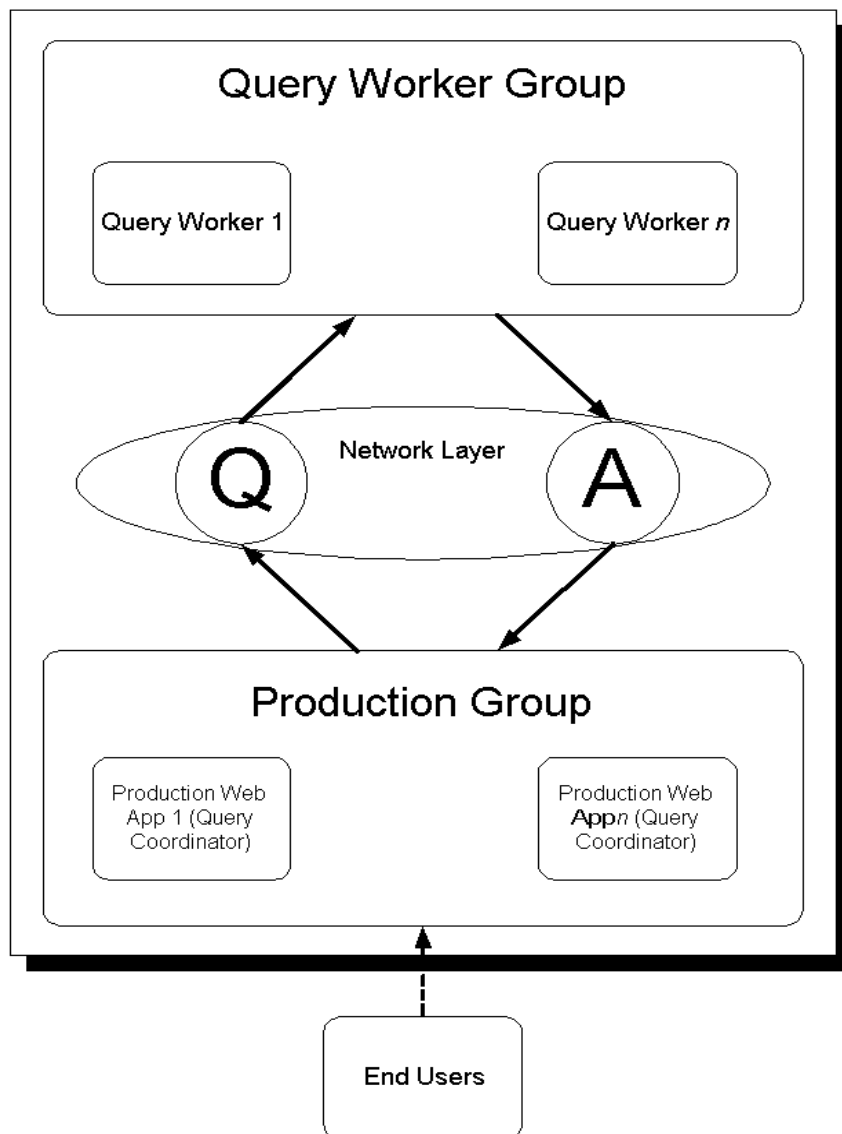 Query Worker Group
Query Worker 1
Query Worker n
Network Layer
Q
A
Production Group
Production Web
App 1 (Query
Coordinator)
Production Web
Appn (Query
Coordinator)
End Users